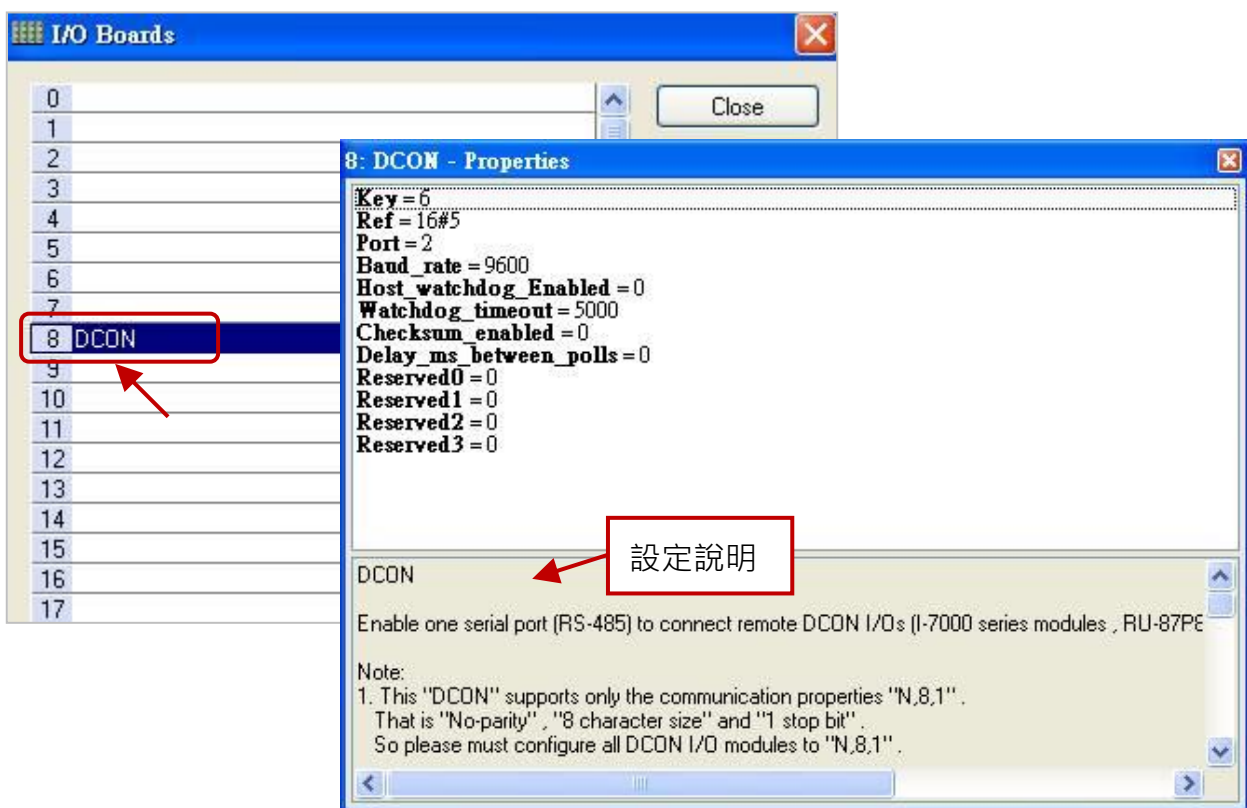 I/O Boards
Close
0
1
2
3
4
5
6
7
8 DCON
9
10
11
12
13
14
15
16
17
8: DCON - Properties
Key = 6
Ref = 16#5
Port = 2
Baud_rate = 9600
Host_watchdog_Enabled = 0
Watchdog_timeout = 5000
Checksum_enabled = 0
Delay_ms_between_polls = 0
Reserved0 = 0
Reserved1 = 0
Reserved2 = 0
Reserved3 = 0
設定說明
DCON
Enable one serial port (RS-485) to connect remote DCON I/Os (I-7000 series modules , RU-87P8
Note:
1. This "DCON" supports only the communication properties "N,8,1" .
That is "No-parity" , "8 character size" and "1 stop bit" .
So please must configure all DCON I/O modules to "N,8,1" .